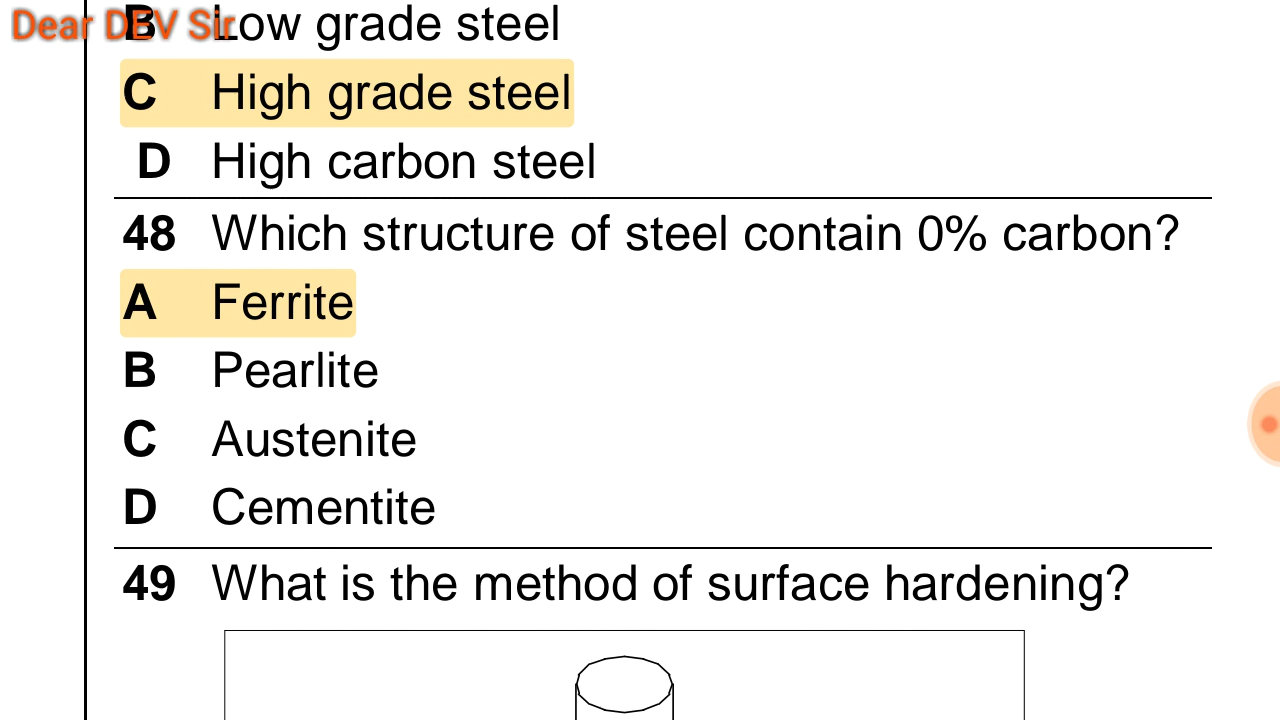 Dear DEV Sir
B Low grade steel
C High grade steel
D High carbon steel
48 Which structure of steel contain 0% carbon?
A Ferrite
B Pearlite
C Austenite
D Cementite
49 What is the method of surface hardening?